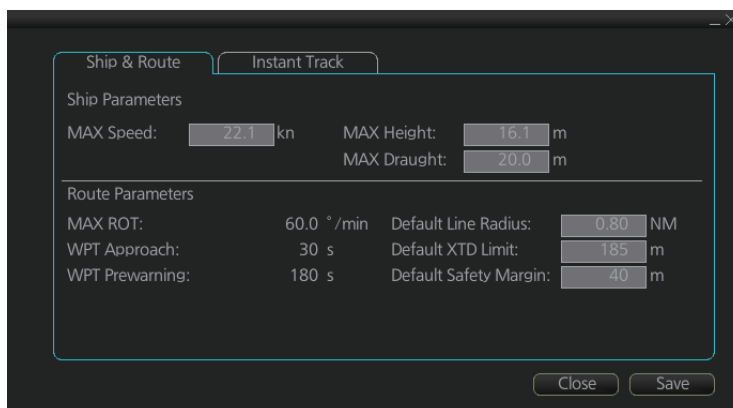 Ship & Route Instant Track
Ship Parameters
MAX Speed: 22.1 kn MAX Height: 16.1 m
MAX Draught: 20.0 m
Route Parameters
MAX ROT: 60.0 °/min Default Line Radius: 0.80 NM
WPT Approach: 30 s Default XTD Limit: 185 m
WPT Prewarning: 180 s Default Safety Margin: 40 m
Close Save